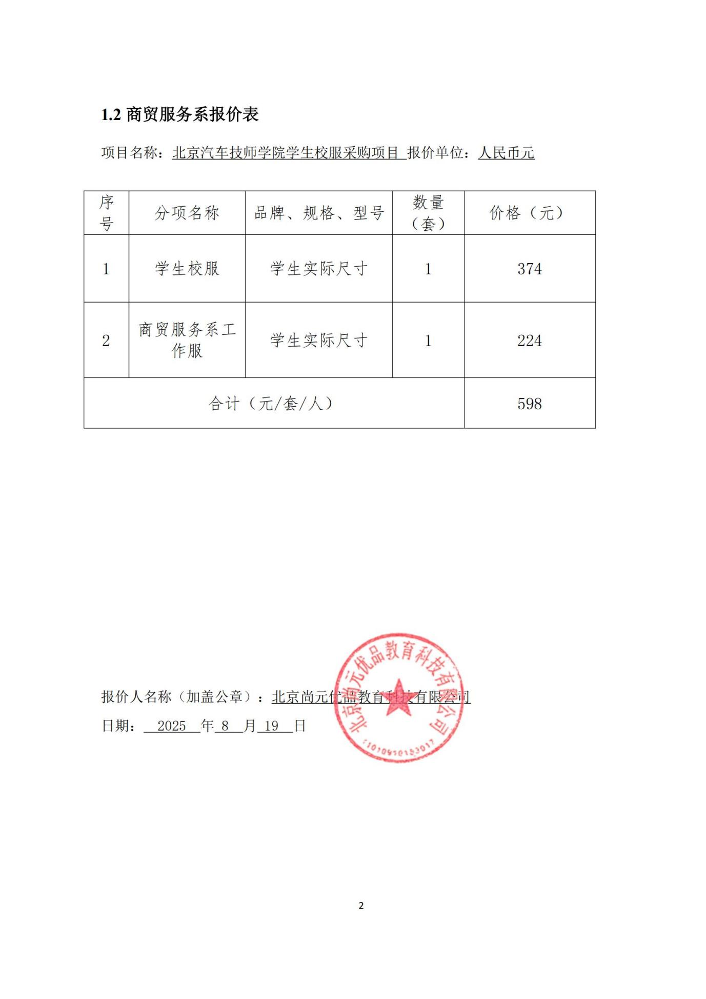 1.2 商贸服务系报价表
项目名称：北京汽车技师学院学生校服采购项目 报价单位：人民币元
序号 分项名称 品牌、规格、型号 数量（套） 价格（元）
1 学生校服 学生实际尺寸 1 374
2 商贸服务系工作服 学生实际尺寸 1 224
合计（元/套/人） 598
北京尚元优品教育科技有限公司
报价人名称（加盖公章）：北京尚元优品教育科技有限公司
日期： 2025 年 8 月 19 日
2